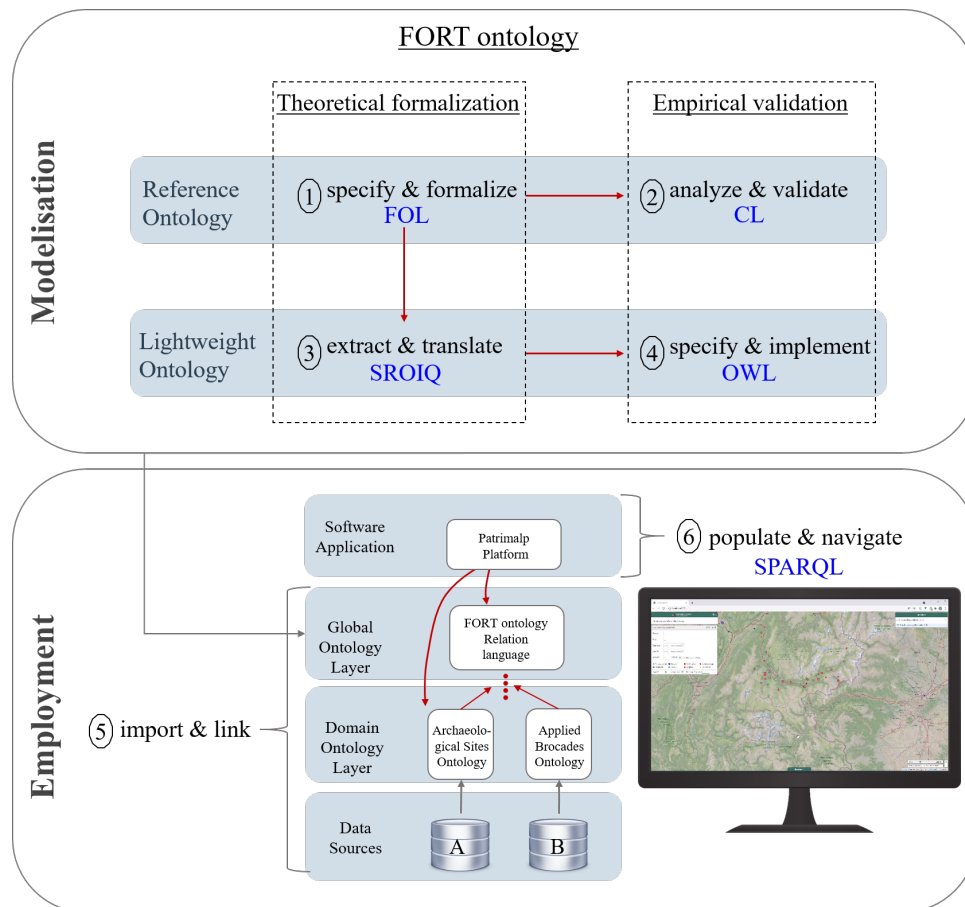 FORT ontology
Theoretical formalization
Empirical validation
Modelisation
Reference
Ontology
1 specify & formalize
FOL
2 analyze & validate
CL
Lightweight
Ontology
3 extract & translate
SROIQ
4 specify & implement
OWL
Employment
Software
Application
Patrimalp
Platform
6 populate & navigate
SPARQL
Global
Ontology
Layer
FORT ontology
Relation
language
5 import & link
Domain
Ontology
Layer
Archaeolo-
gical Sites
Ontology
Applied
Brocades
Ontology
Data
Sources
A
B